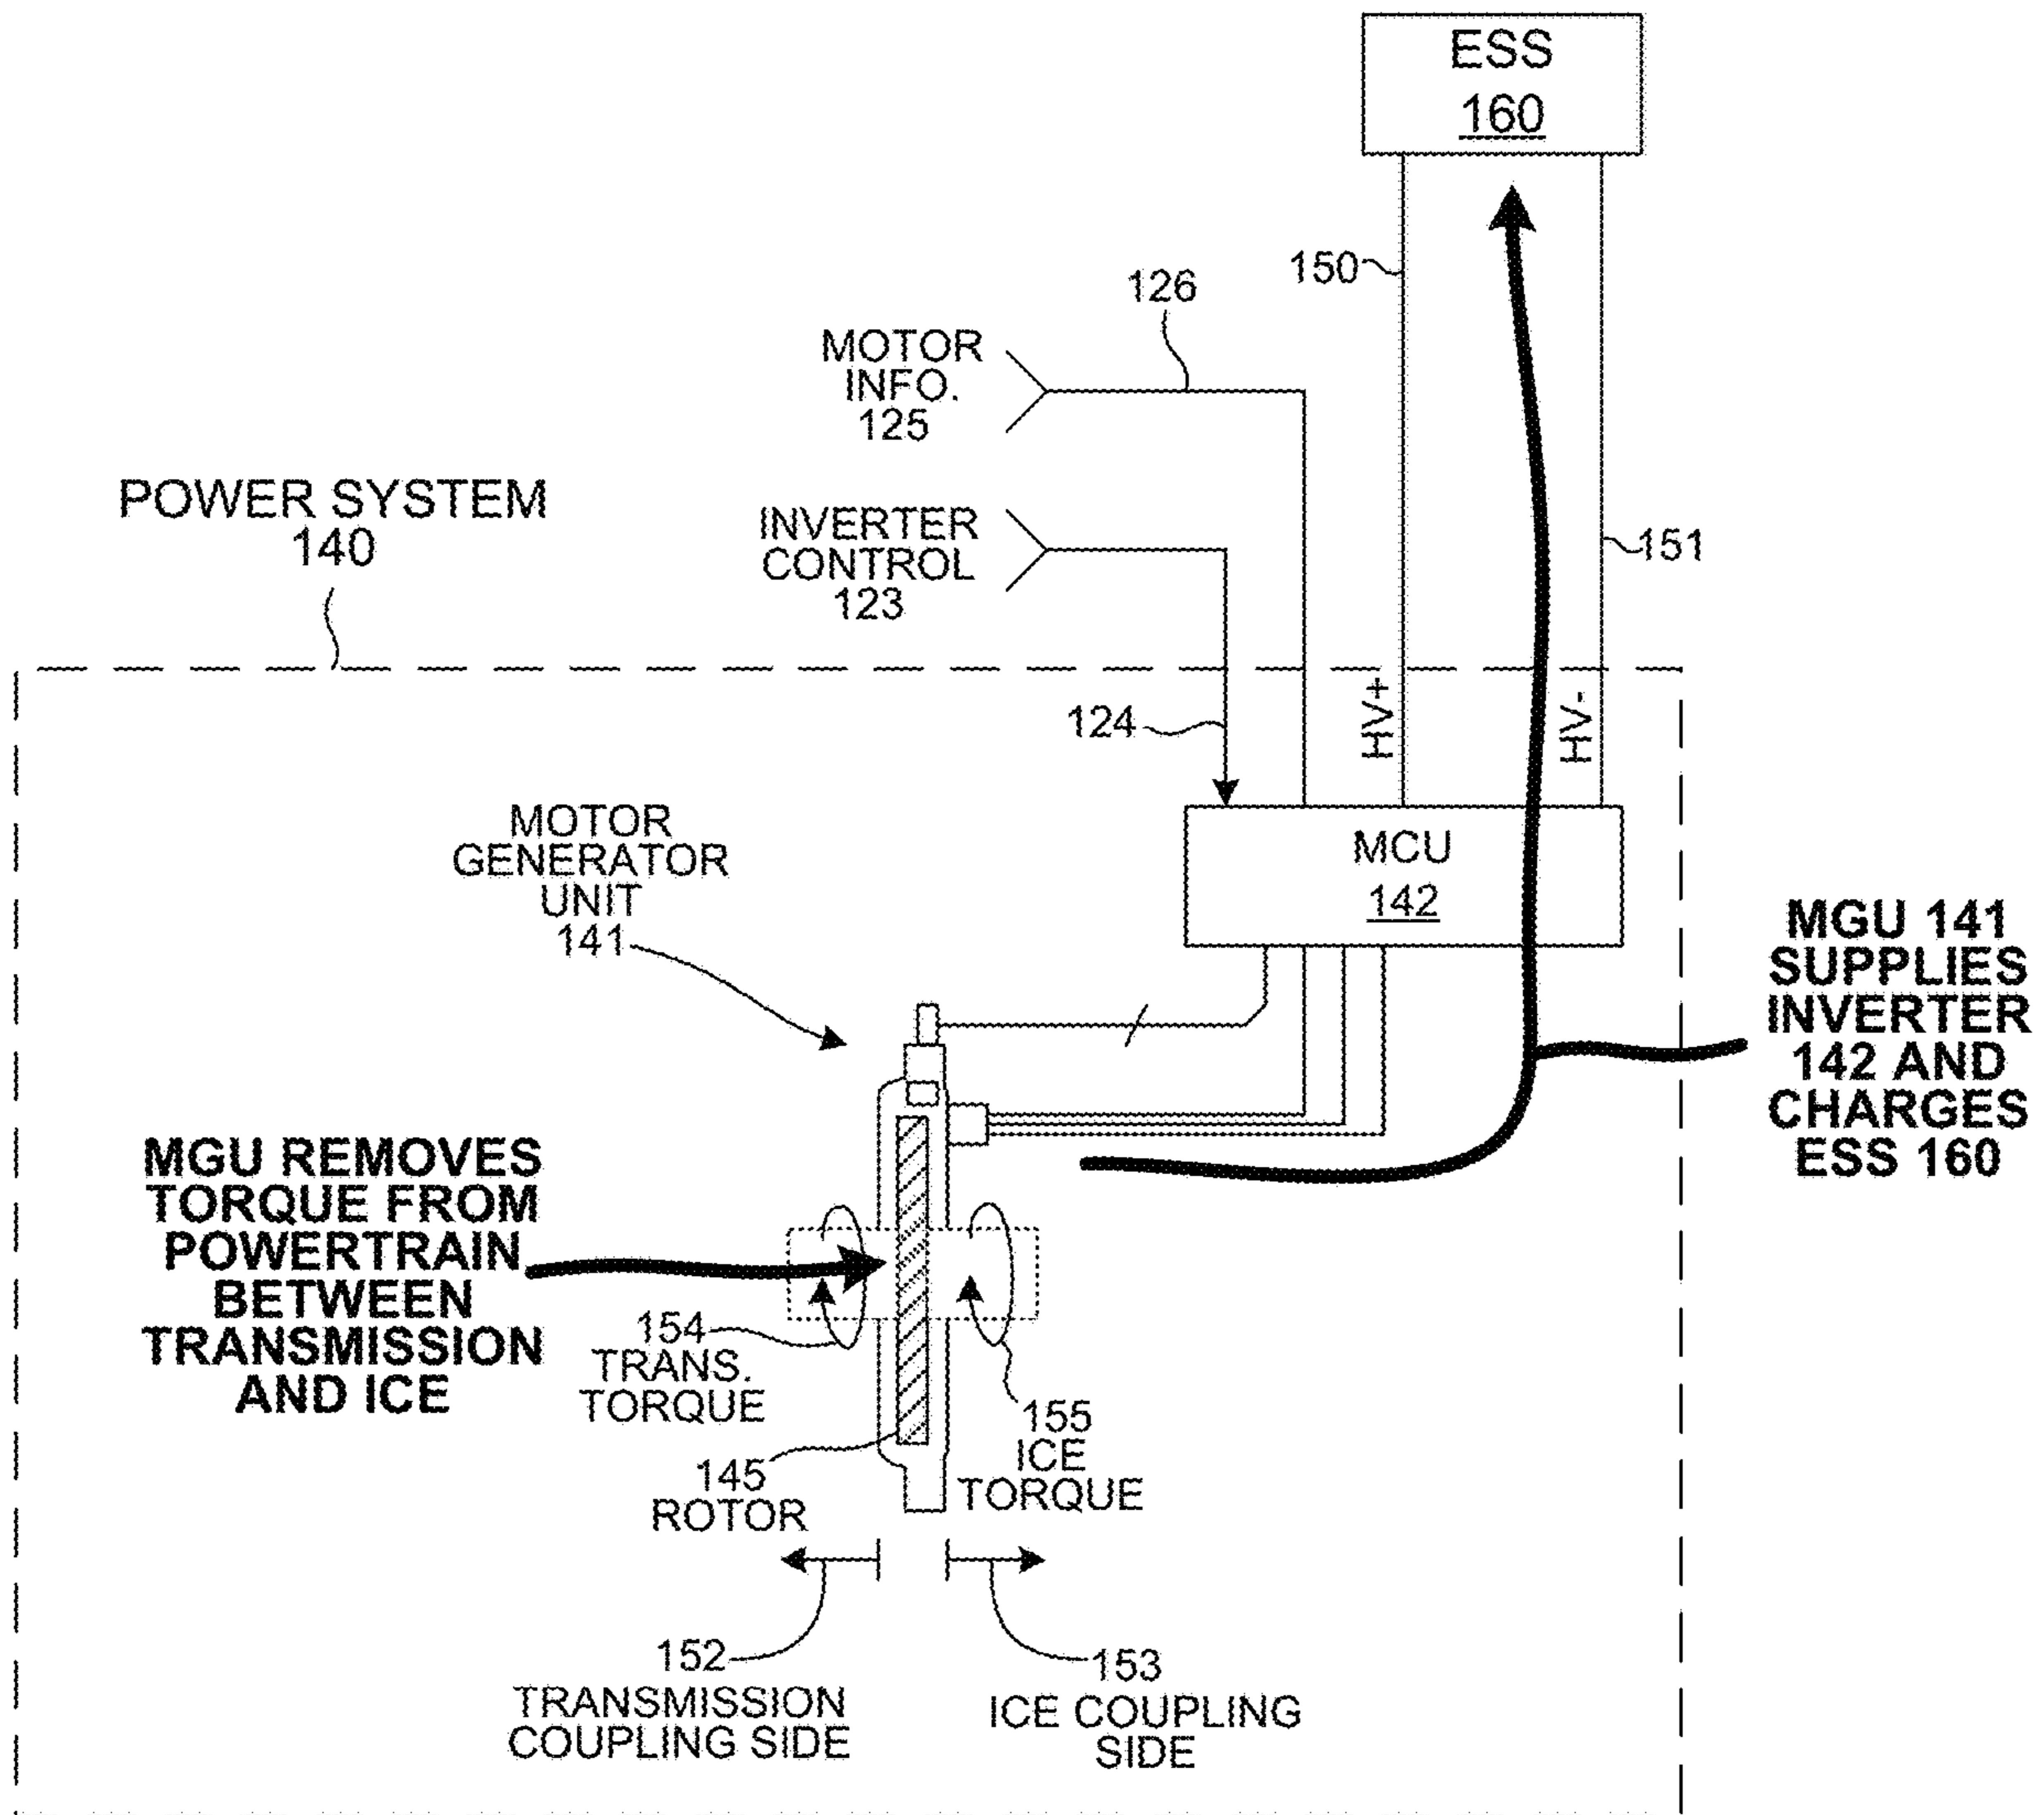 ESS
160
150
126
MOTOR
INFO.
125
POWER SYSTEM
140
INVERTER
CONTROL
123
151
124
HV+
HV-
MOTOR
GENERATOR
UNIT
141
MCU
142
MGU 141
SUPPLIES
INVERTER
142 AND
CHARGES
ESS 160
MGU REMOVES
TORQUE FROM
POWERTRAIN
BETWEEN
TRANSMISSION
AND ICE
154
TRANS.
TORQUE
155
ICE
TORQUE
145
ROTOR
152
TRANSMISSION
COUPLING SIDE
153
ICE COUPLING
SIDE